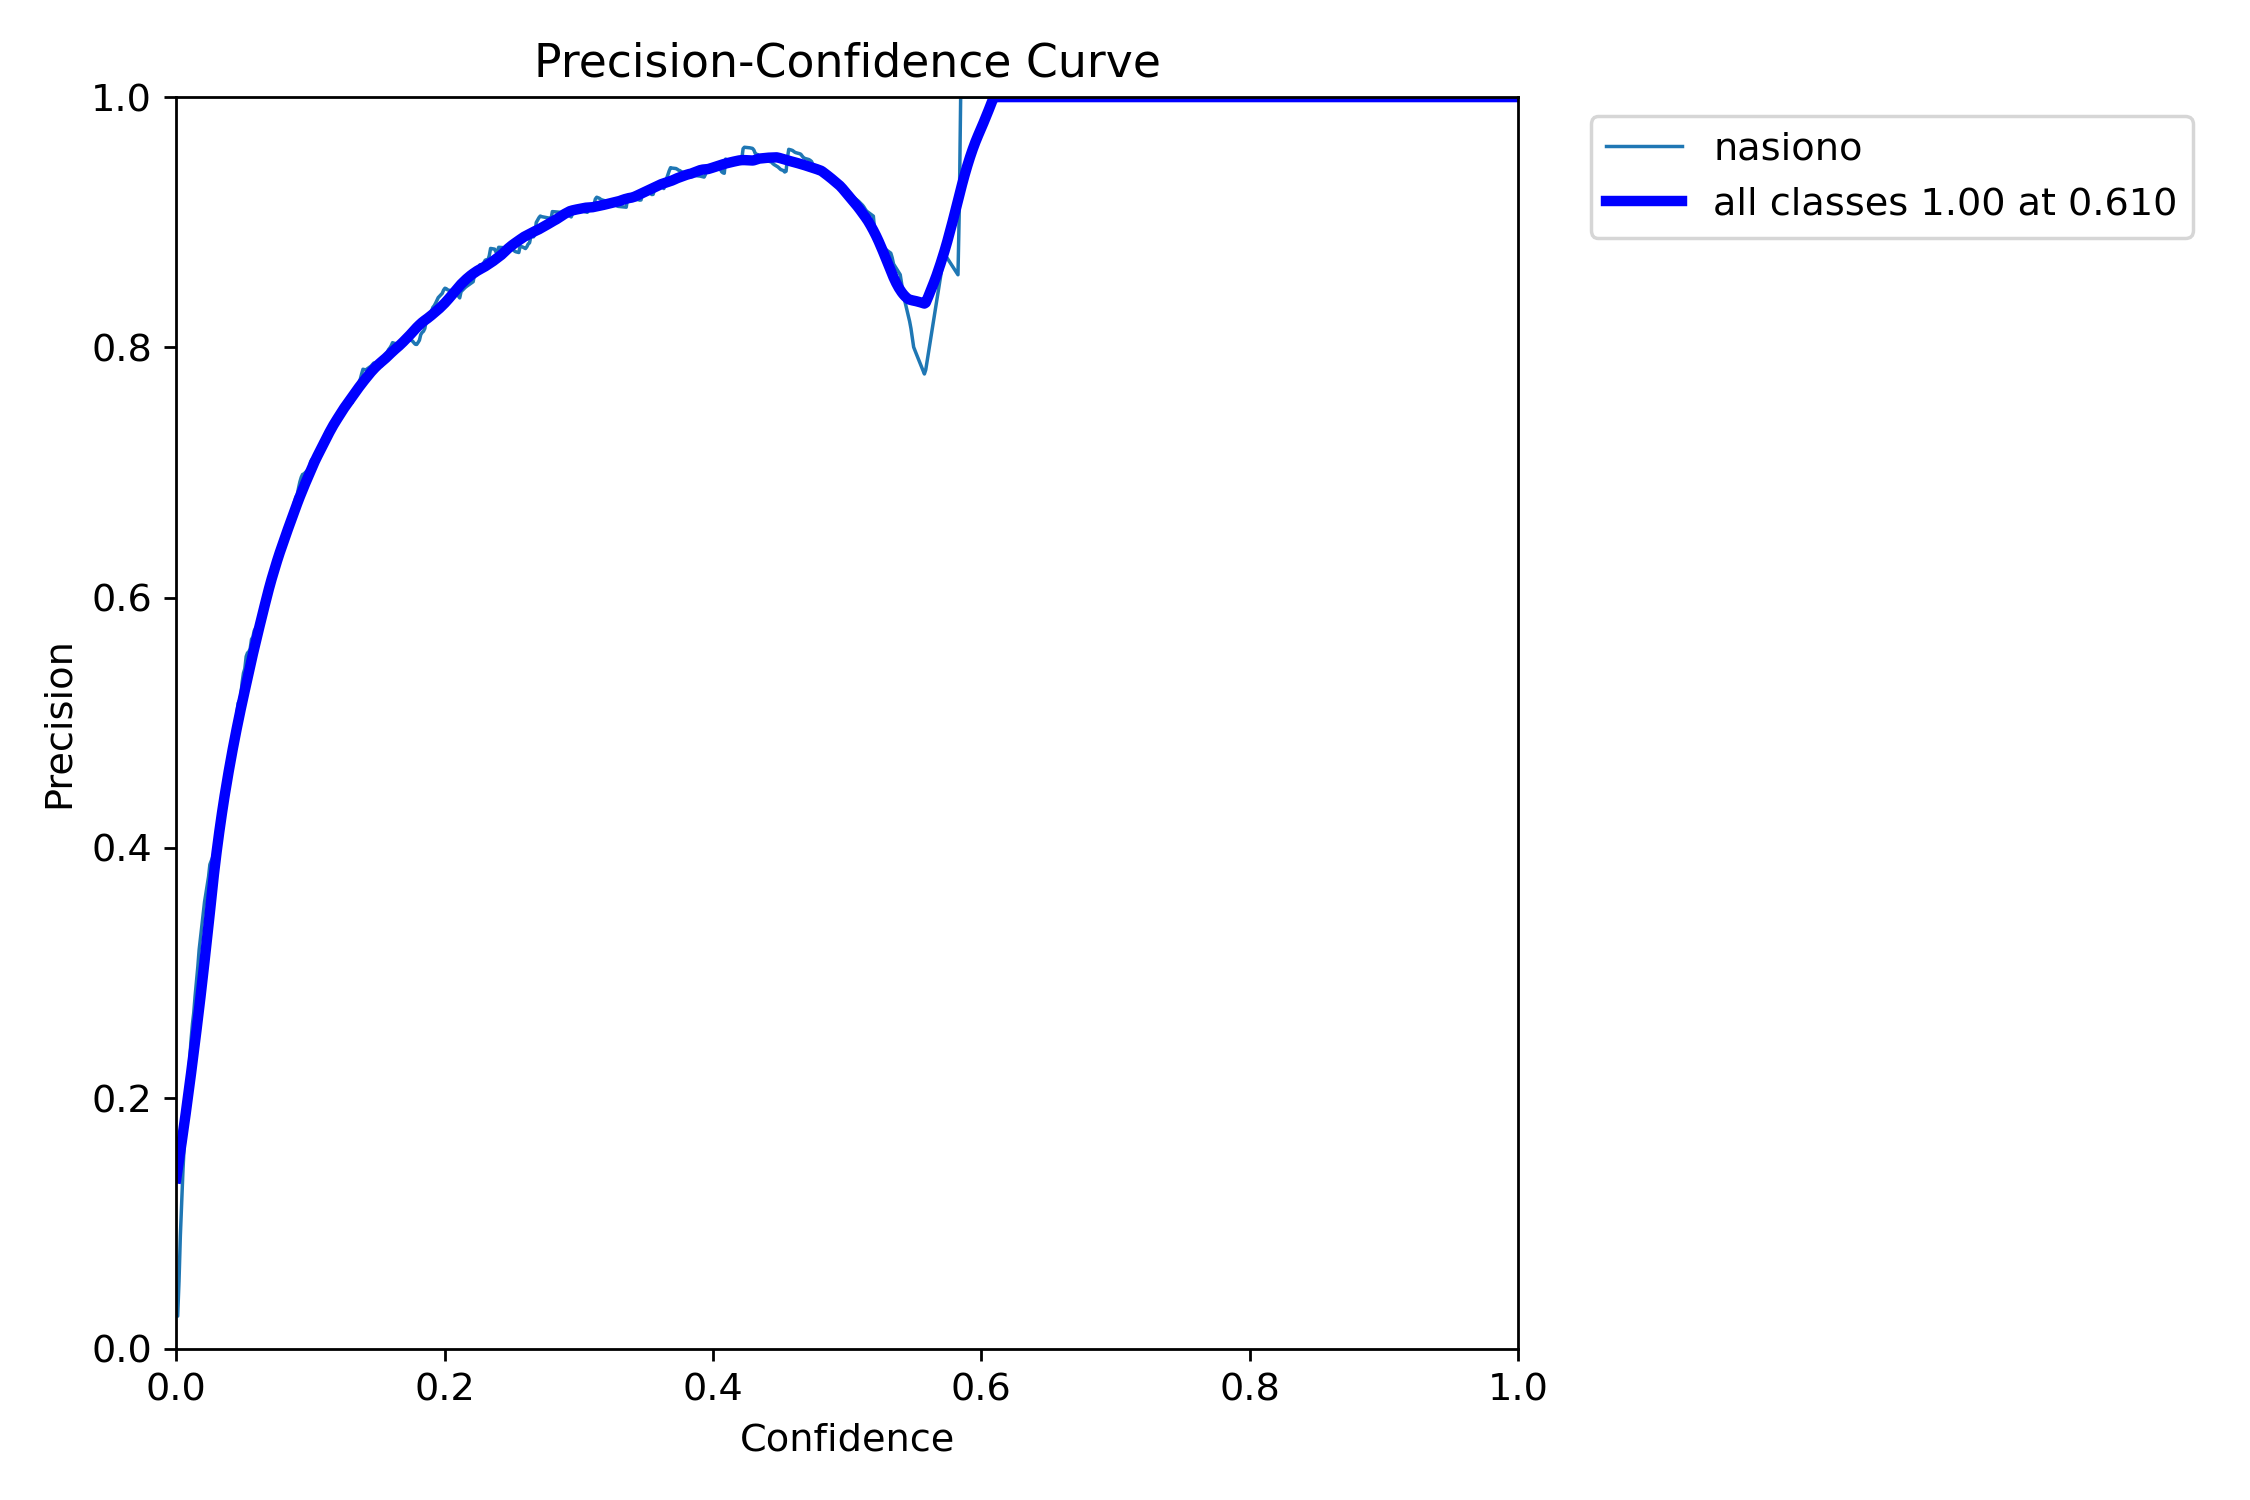 Precision-Confidence Curve
1.0
0.8
0.6
0.4
0.2
0.0
Precision
0.0 0.2 0.4 0.6 0.8 1.0
Confidence
nasiono
all classes 1.00 at 0.610